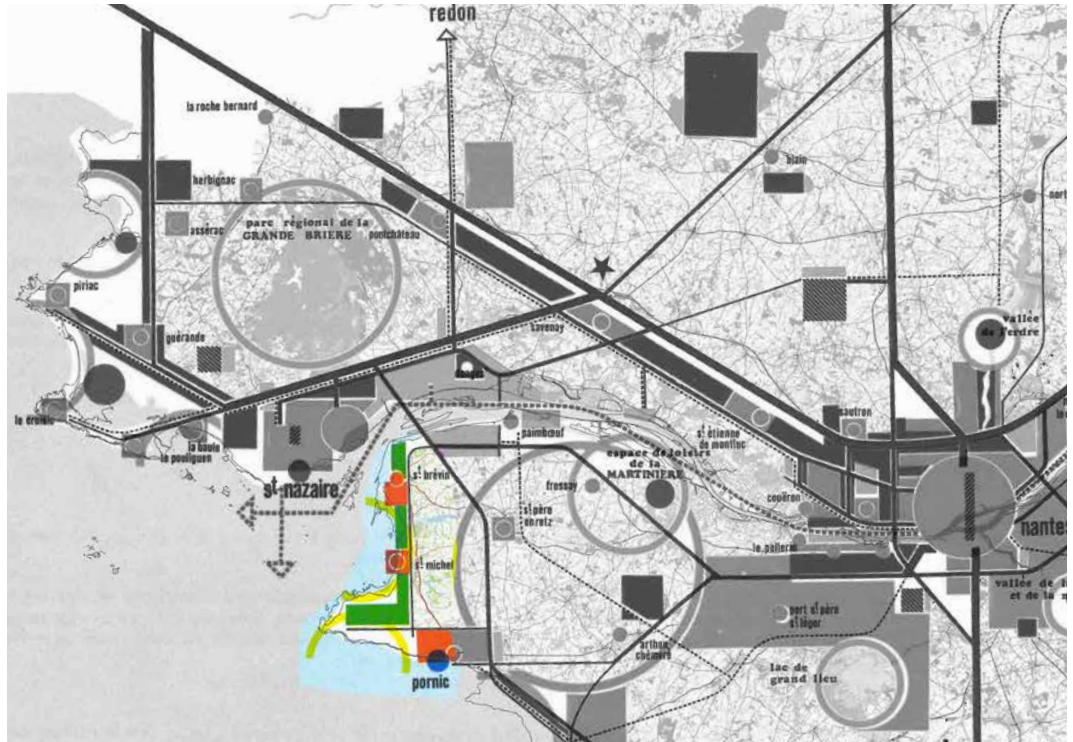 redon
la roche bernard
blain
herbignac
nort
assérac
parc régional de la
GRANDE BRIERE
pontchâteau
piriac
vallée
de l'erdre
savenay
guérande
le croisic
sautron
la baule
le pouliguen
paimbœuf
st étienne
de montluc
espace de loisirs
de la
MARTINIERE
st nazaire
st brévin
frossay
couëron
st père
en retz
nantes
le pellerin
st michel
port st père
st léger
arthon
chéméré
lac de
grand lieu
pornic